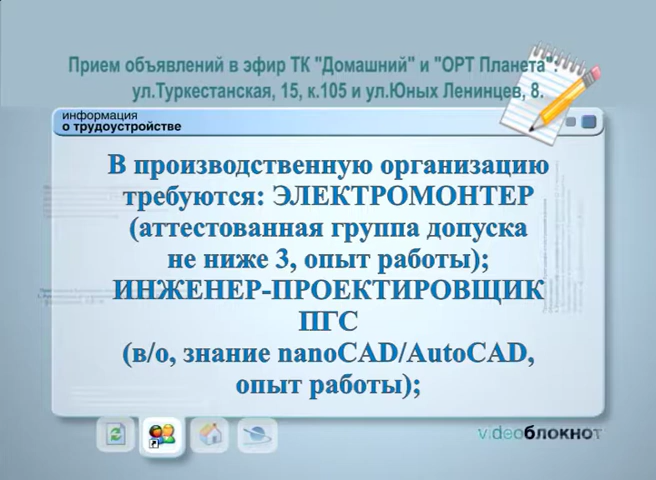 Прием объявлений в эфир ТК "Домашний" и "ОРТ Планета":
ул.Туркестанская, 15, к.105 и ул.Юных Ленинцев, 8.
информация
о трудоустройстве
В производственную организацию
требуются: ЭЛЕКТРОМОНТЕР
(аттестованная группа допуска
не ниже 3, опыт работы);
ИНЖЕНЕР-ПРОЕКТИРОВЩИК
ПГС
(в/о, знание nanoCAD/AutoCAD,
опыт работы);
videoблокнот